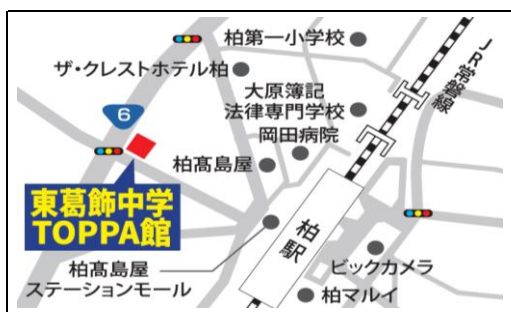 柏第一小学校
ザ・クレストホテル柏
JR常磐線
大原簿記
法律専門学校
岡田病院
6
柏髙島屋
東葛飾中学
TOPPA館
柏駅
柏髙島屋
ステーションモール
ビックカメラ
柏マルイ